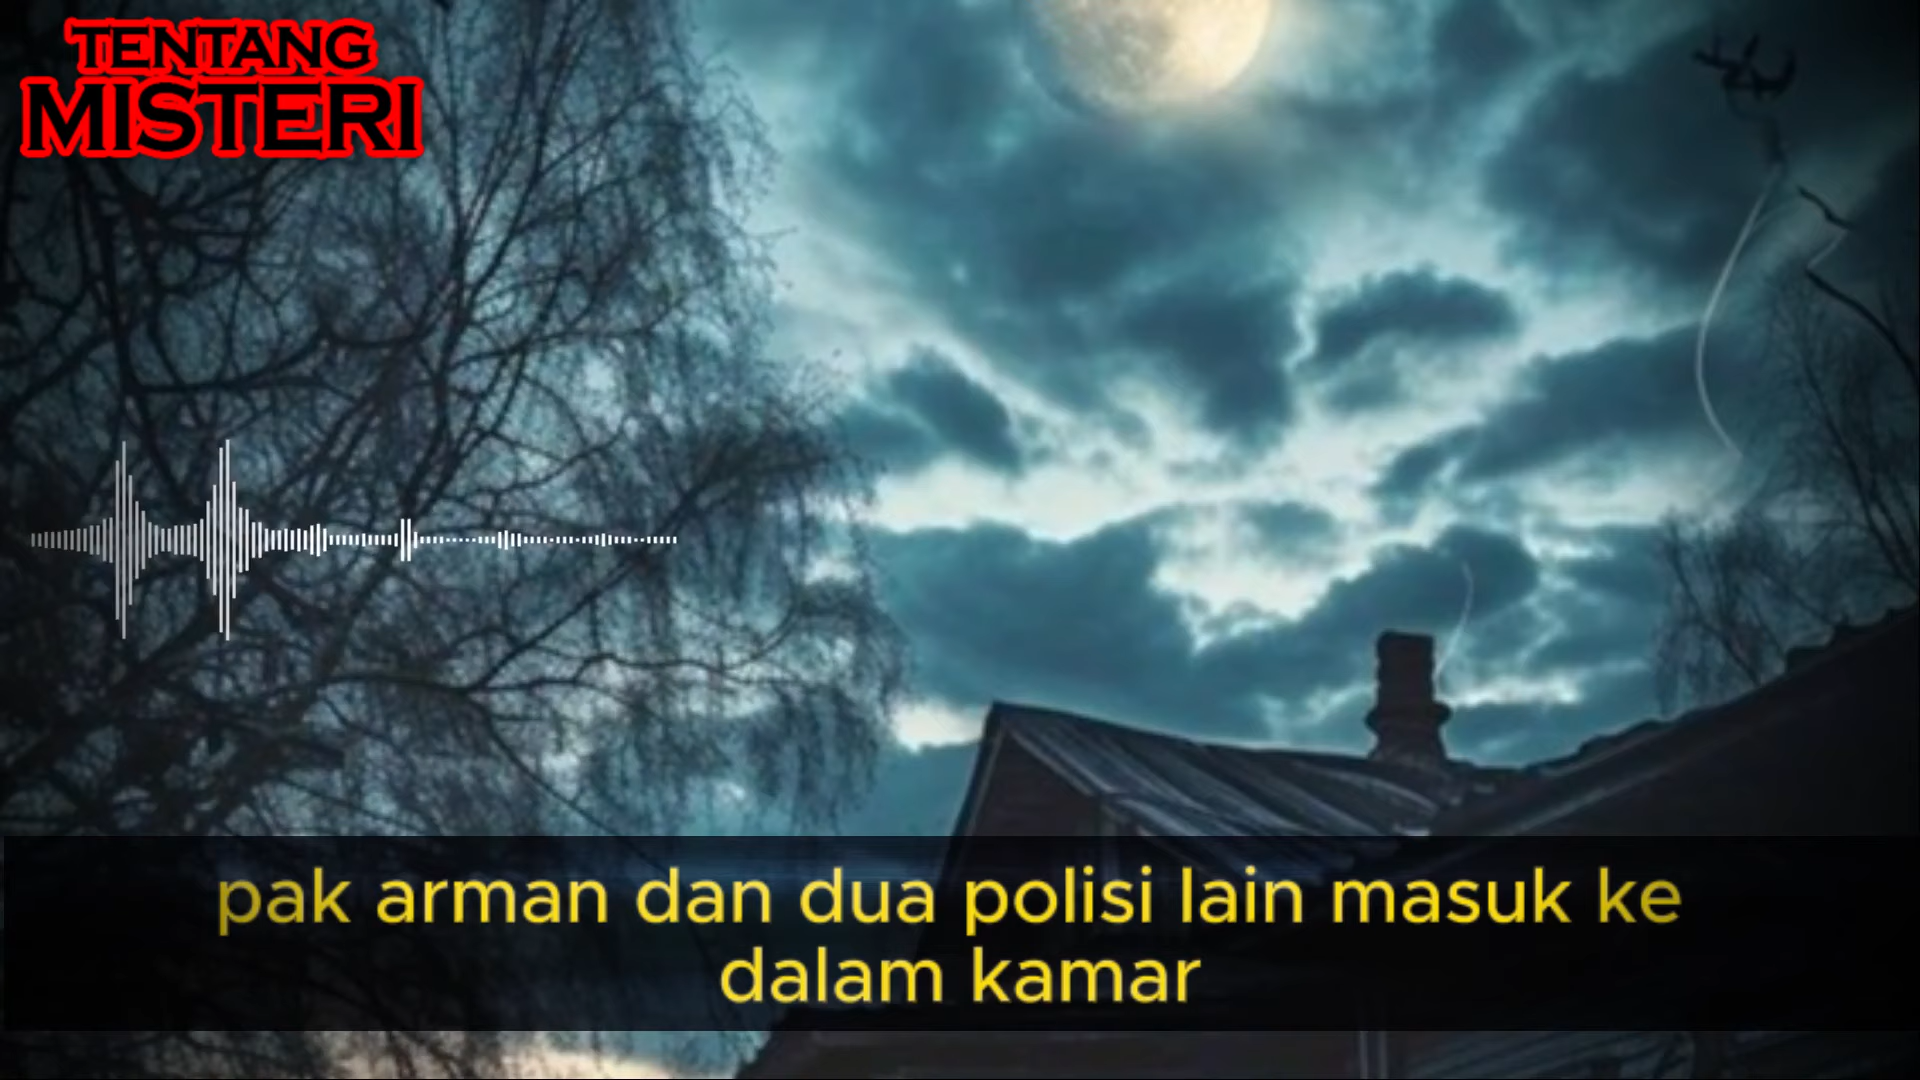 TENTANG
MISTERI
pak arman dan dua polisi lain masuk ke
dalam kamar